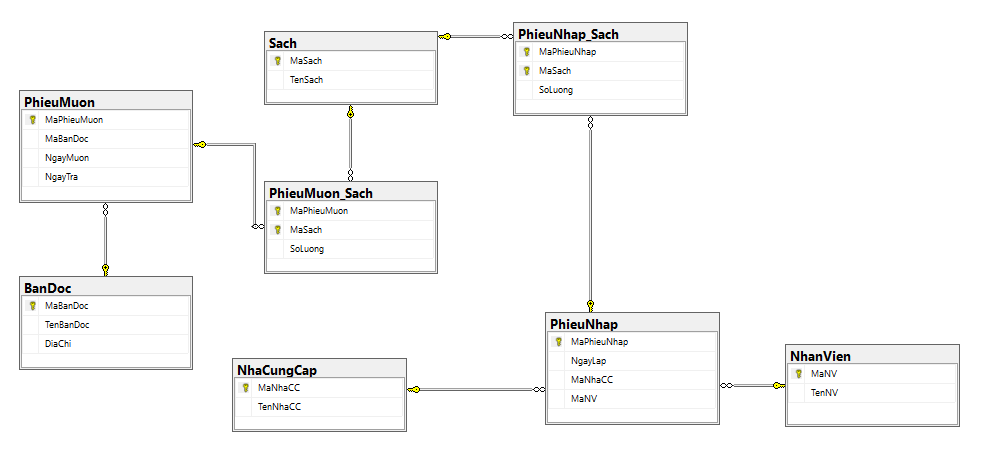 PhieuMuon
MaPhieuMuon
MaBanDoc
NgayMuon
NgayTra
BanDoc
MaBanDoc
TenBanDoc
DiaChi
Sach
MaSach
TenSach
PhieuMuon_Sach
MaPhieuMuon
MaSach
SoLuong
PhieuNhap_Sach
MaPhieuNhap
MaSach
SoLuong
NhaCungCap
MaNhaCC
TenNhaCC
PhieuNhap
MaPhieuNhap
NgayLap
MaNhaCC
MaNV
NhanVien
MaNV
TenNV